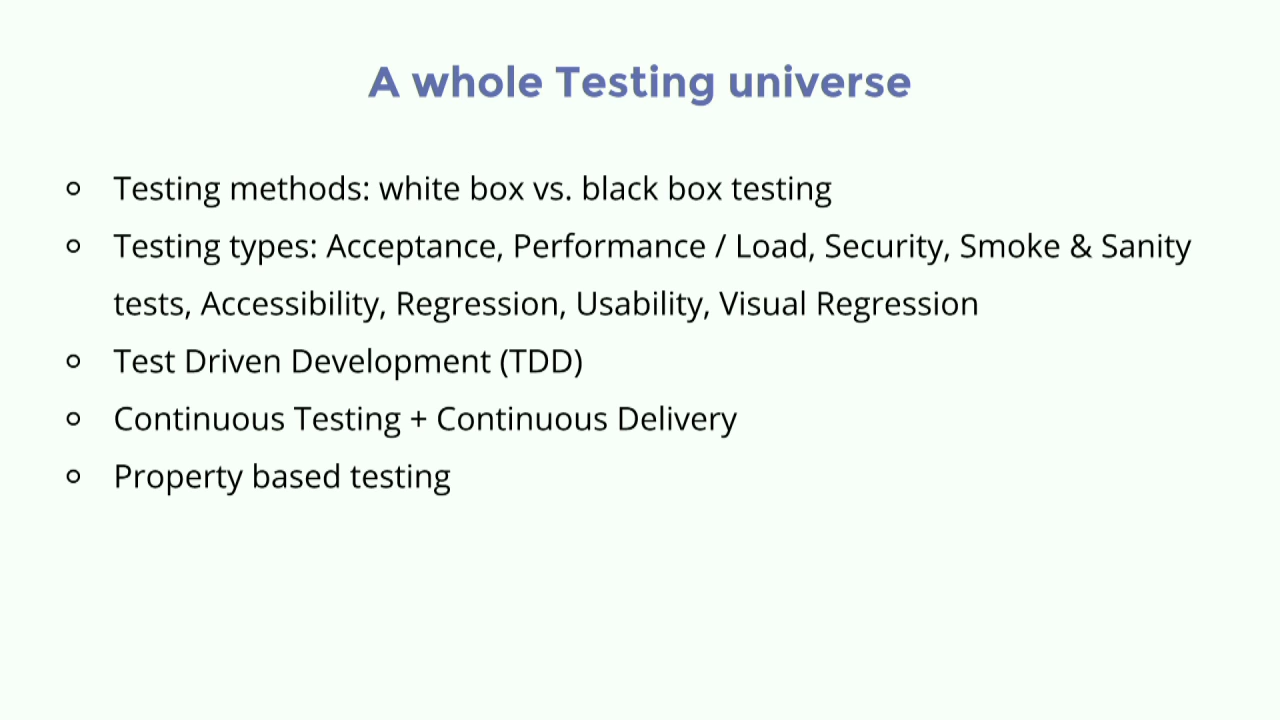 A whole Testing universe
Testing methods: white box vs. black box testing
Testing types: Acceptance, Performance / Load, Security, Smoke & Sanity
tests, Accessibility, Regression, Usability, Visual Regression
Test Driven Development (TDD)
Continuous Testing + Continuous Delivery
Property based testing